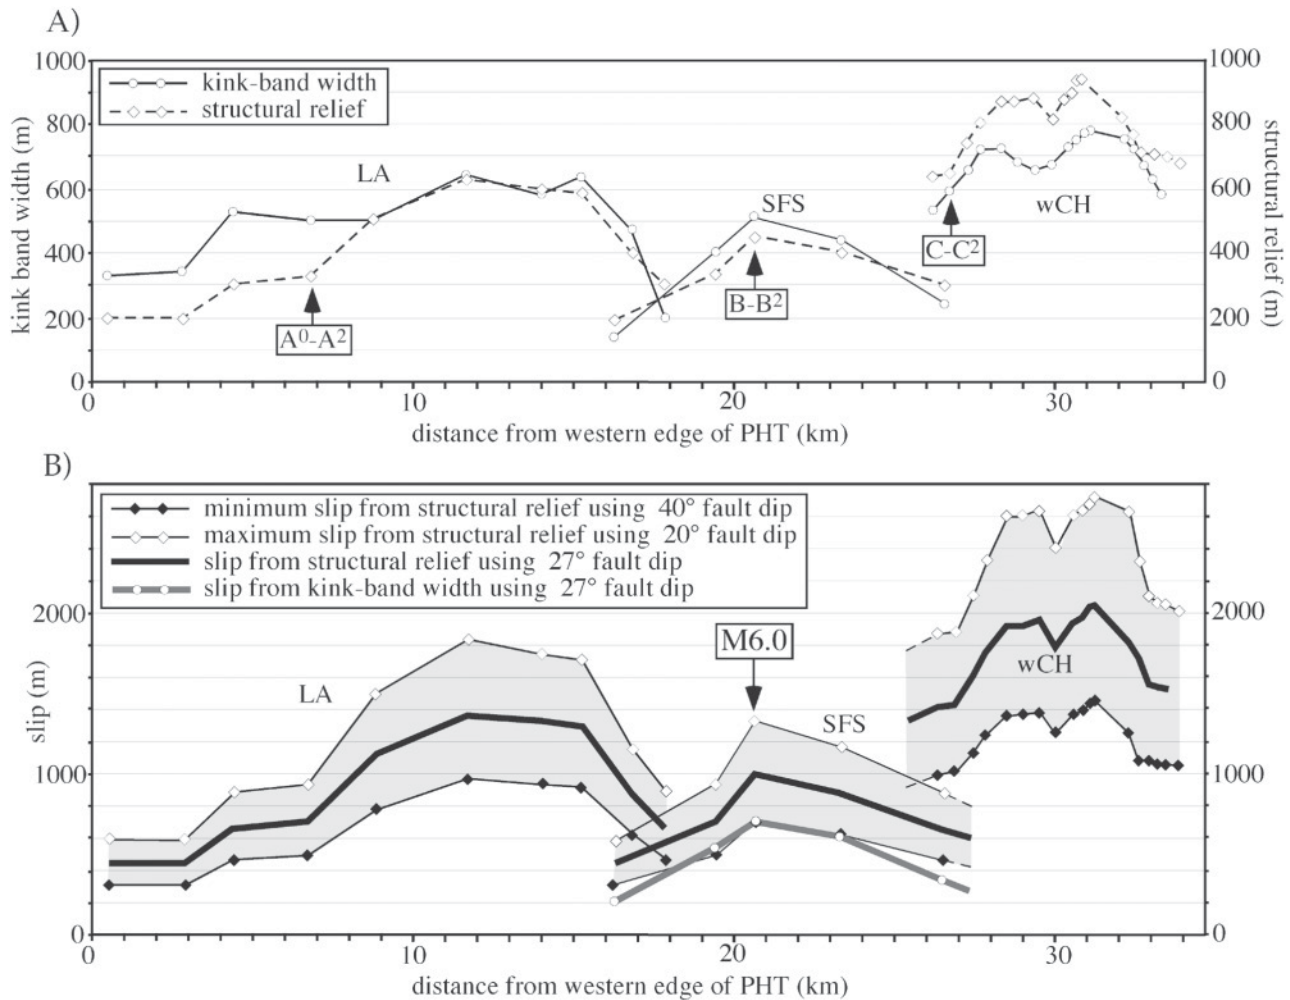 A)
1000
1000
kink-band width
structural relief
800
800
LA
600
600
SFS
wCH
C-C²
400
400
B-B²
A⁰-A²
200
200
0
0
kink band width (m)
structural relief (m)
0 10 20 30
distance from western edge of PHT (km)
B)
minimum slip from structural relief using 40° fault dip
maximum slip from structural relief using 20° fault dip
slip from structural relief using 27° fault dip
slip from kink-band width using 27° fault dip
2000
2000
M6.0
wCH
LA
SFS
slip (m)
1000
1000
0
0
0 10 20 30
distance from western edge of PHT (km)